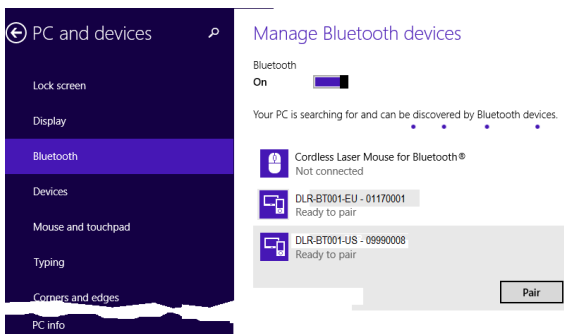 PC and devices
Lock screen
Display
Bluetooth
Devices
Mouse and touchpad
Typing
Corners and edges
PC info
Manage Bluetooth devices
Bluetooth
On
Your PC is searching for and can be discovered by Bluetooth devices.
Cordless Laser Mouse for Bluetooth®
Not connected
DLR-BT001-EU - 01170001
Ready to pair
DLR-BT001-US - 09990008
Ready to pair
Pair